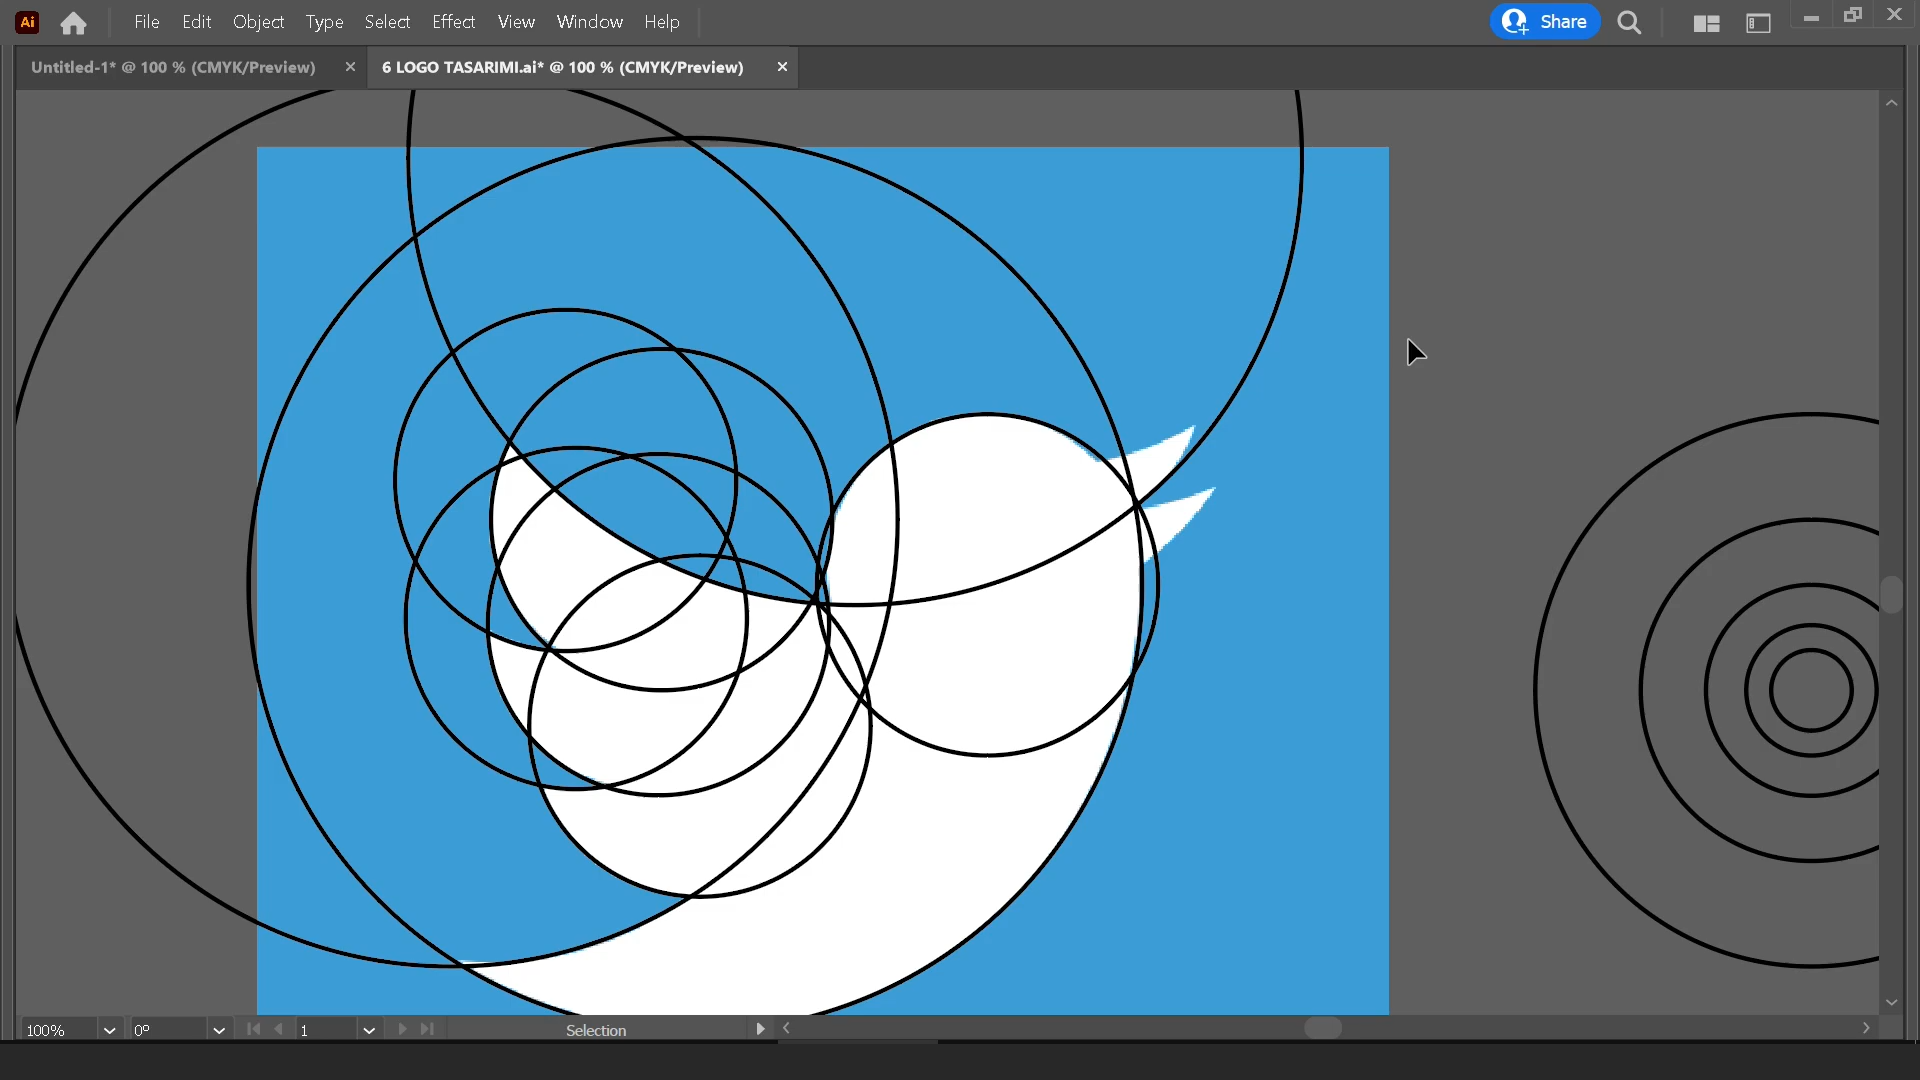 Ai File Edit Object Type Select Effect View Window Help Share
Untitled-1* @ 100 % (CMYK/Preview) 6 LOGO TASARIMI.ai* @ 100 % (CMYK/Preview)
100% 0° 1 Selection